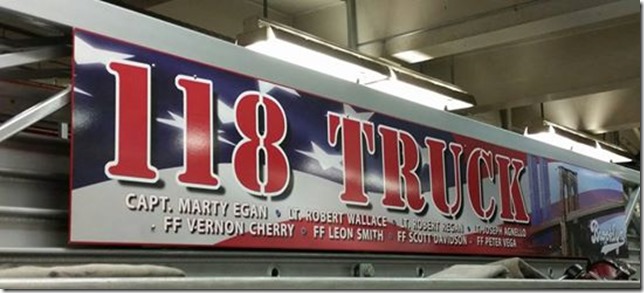 118 TRUCK
CAPT. MARTY EGAN • LT. ROBERT WALLACE • LT. ROBERT REGAN • LT. JOSEPH AGNELLO
• FF VERNON CHERRY • FF LEON SMITH • FF SCOTT DAVIDSON • FF PETER VEGA